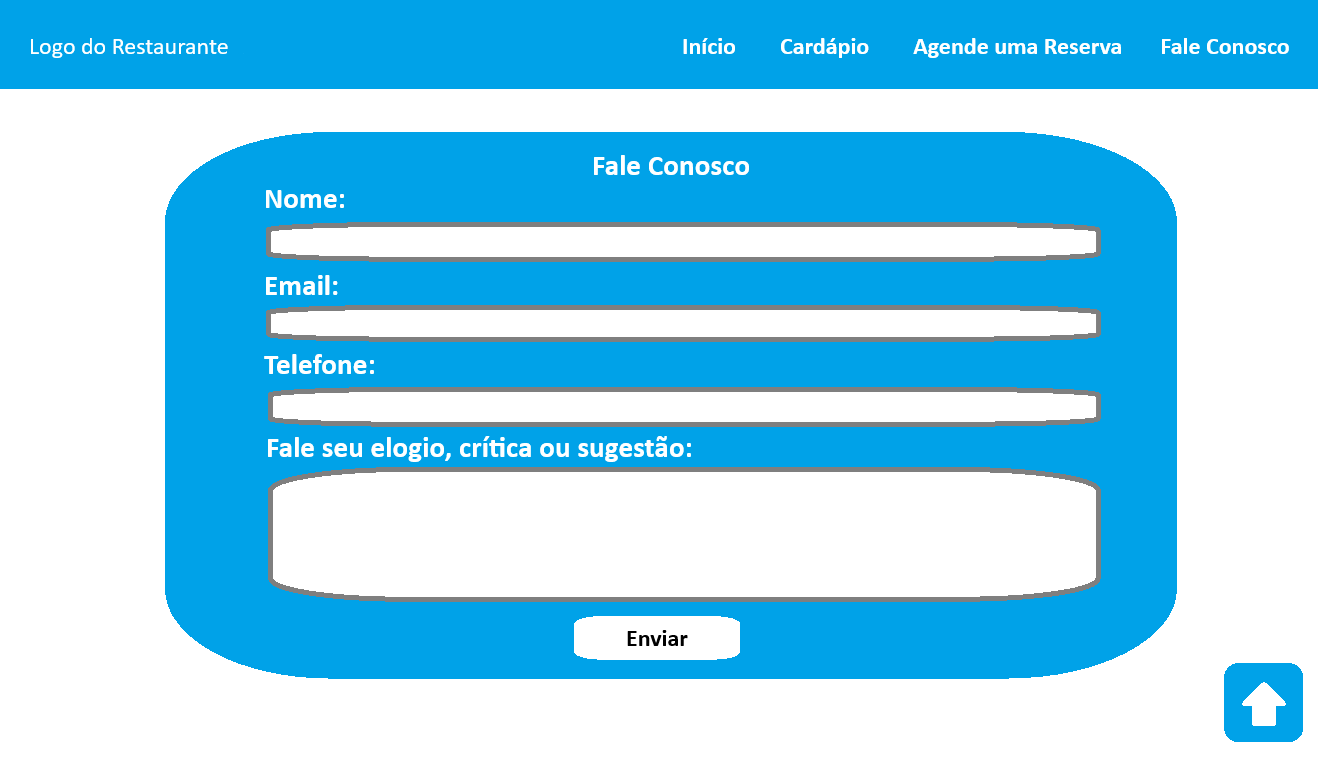 Logo do Restaurante
Início Cardápio Agende uma Reserva Fale Conosco
Fale Conosco
Nome:
Email:
Telefone:
Fale seu elogio, crítica ou sugestão:
Enviar